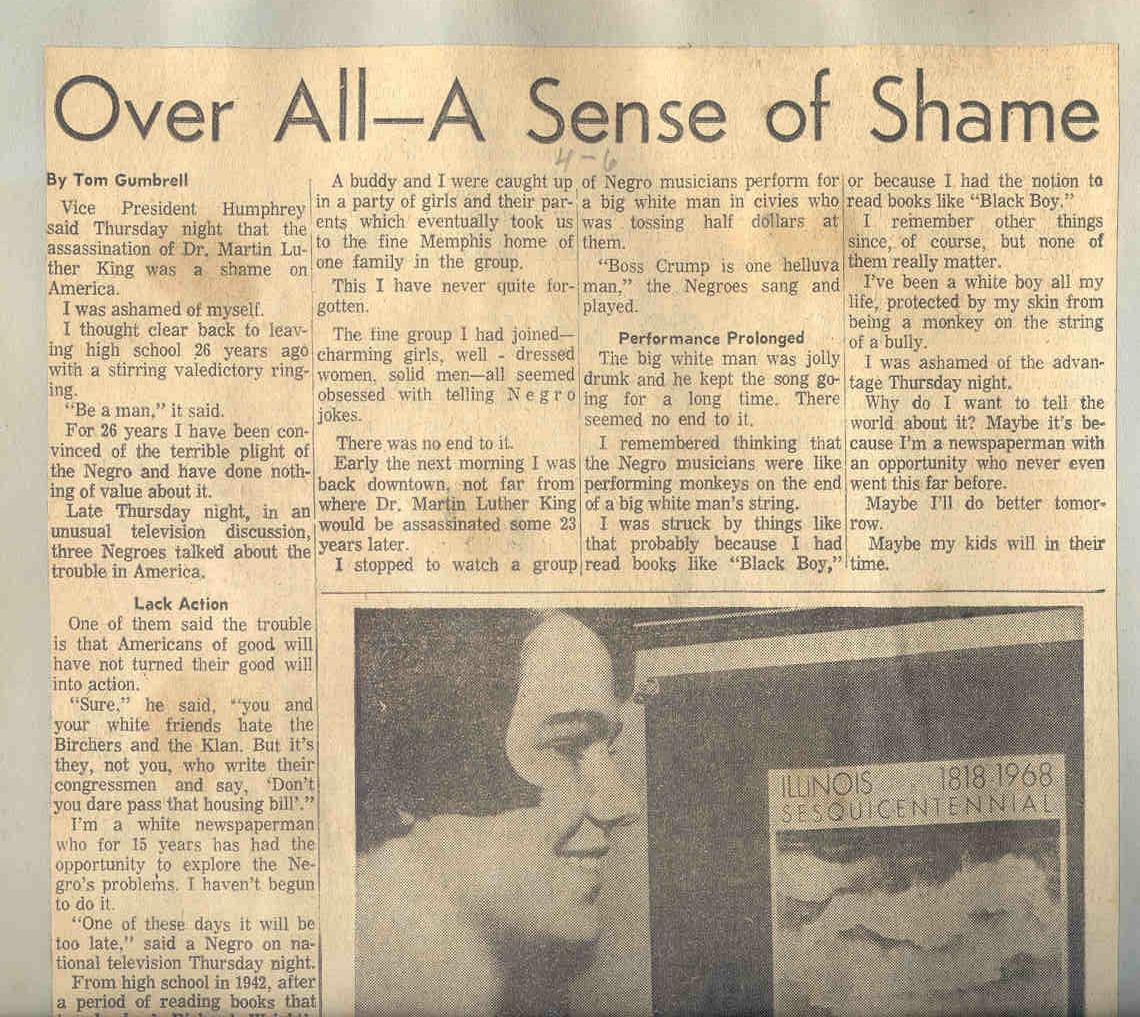 Over All—A Sense of Shame
4-6
By Tom Gumbrell
Vice President Humphrey
said Thursday night that the
assassination of Dr. Martin Lu-
ther King was a shame on
America.
I was ashamed of myself.
I thought clear back to leav-
ing high school 26 years ago
with a stirring valedictory ring-
ing.
"Be a man," it said.
For 26 years I have been con-
vinced of the terrible plight of
the Negro and have done noth-
ing of value about it.
Late Thursday night, in an
unusual television discussion,
three Negroes talked about the
trouble in America.
Lack Action
One of them said the trouble
is that Americans of good will
have not turned their good will
into action.
"Sure," he said, "you and
your white friends hate the
Birchers and the Klan. But it's
they, not you, who write their
congressmen and say, 'Don't
you dare pass that housing bill'."
I'm a white newspaperman
who for 15 years has had the
opportunity to explore the Ne-
gro's problems. I haven't begun
to do it.
"One of these days it will be
too late," said a Negro on na-
tional television Thursday night.
From high school in 1942, after
a period of reading books that
A buddy and I were caught up
in a party of girls and their par-
ents which eventually took us
to the fine Memphis home of
one family in the group.
This I have never quite for-
gotten.
The fine group I had joined—
charming girls, well - dressed
women, solid men—all seemed
obsessed with telling Negro
jokes.
There was no end to it.
Early the next morning I was
back downtown, not far from
where Dr. Martin Luther King
would be assassinated some 23
years later.
I stopped to watch a group
of Negro musicians perform for
a big white man in civies who
was tossing half dollars at
them.
"Boss Crump is one helluva
man," the Negroes sang and
played.
Performance Prolonged
The big white man was jolly
drunk and he kept the song go-
ing for a long time. There
seemed no end to it.
I remembered thinking that
the Negro musicians were like
performing monkeys on the end
of a big white man's string.
I was struck by things like
that probably because I had
read books like "Black Boy,"
or because I had the notion to
read books like "Black Boy."
I remember other things
since, of course, but none of
them really matter.
I've been a white boy all my
life, protected by my skin from
being a monkey on the string
of a bully.
I was ashamed of the advan-
tage Thursday night.
Why do I want to tell the
world about it? Maybe it's be-
cause I'm a newspaperman with
an opportunity who never even
went this far before.
Maybe I'll do better tomor-
row.
Maybe my kids will in their
time.
ILLINOIS 1818-1968
SESQUICENTENNIAL